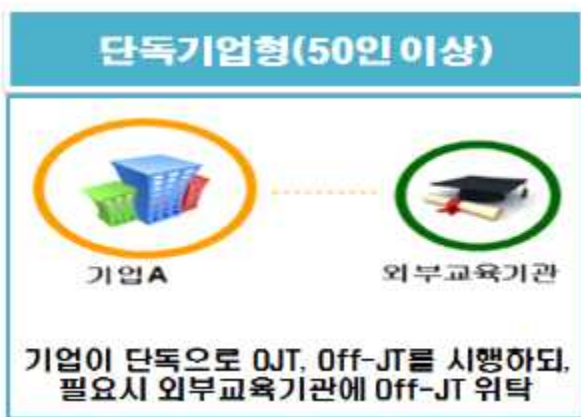 단독기업형(50인 이상)
기업A
외부교육기관
기업이 단독으로 OJT, Off-JT를 시행하되,
필요시 외부교육기관에 Off-JT 위탁